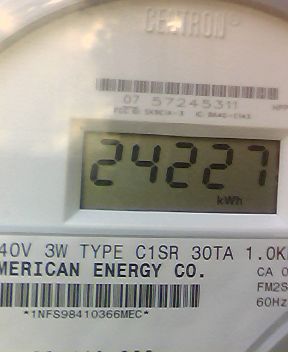 CENTRON®
07 57245311
24227
kWh
40V 3W TYPE C1SR 30TA 1.0K
MERICAN ENERGY CO.
CA 0
FM2S
60Hz
*1NFS98410366MEC*